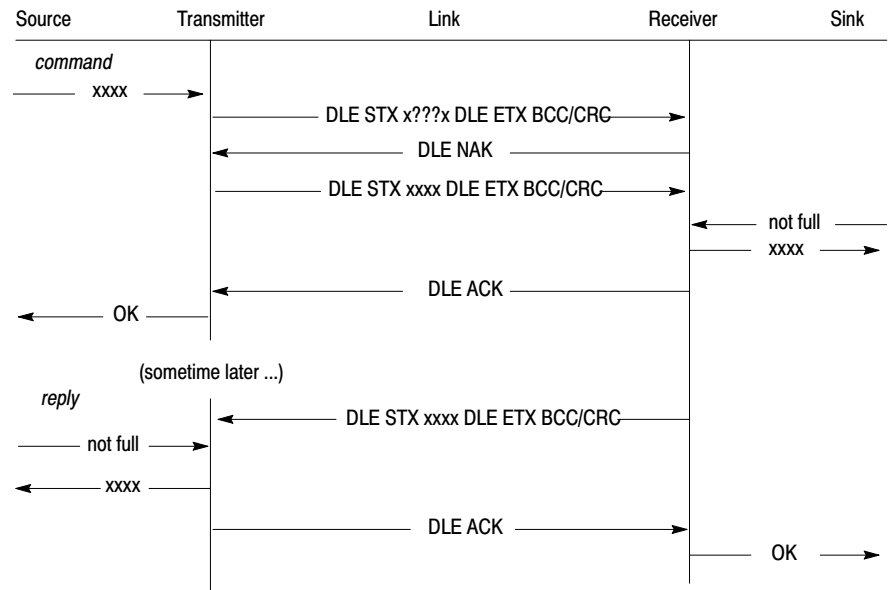 Source Transmitter Link Receiver Sink
command
xxxx
DLE STX x???x DLE ETX BCC/CRC
DLE NAK
DLE STX xxxx DLE ETX BCC/CRC
not full
xxxx
DLE ACK
OK
(sometime later ...)
reply
DLE STX xxxx DLE ETX BCC/CRC
not full
xxxx
DLE ACK
OK